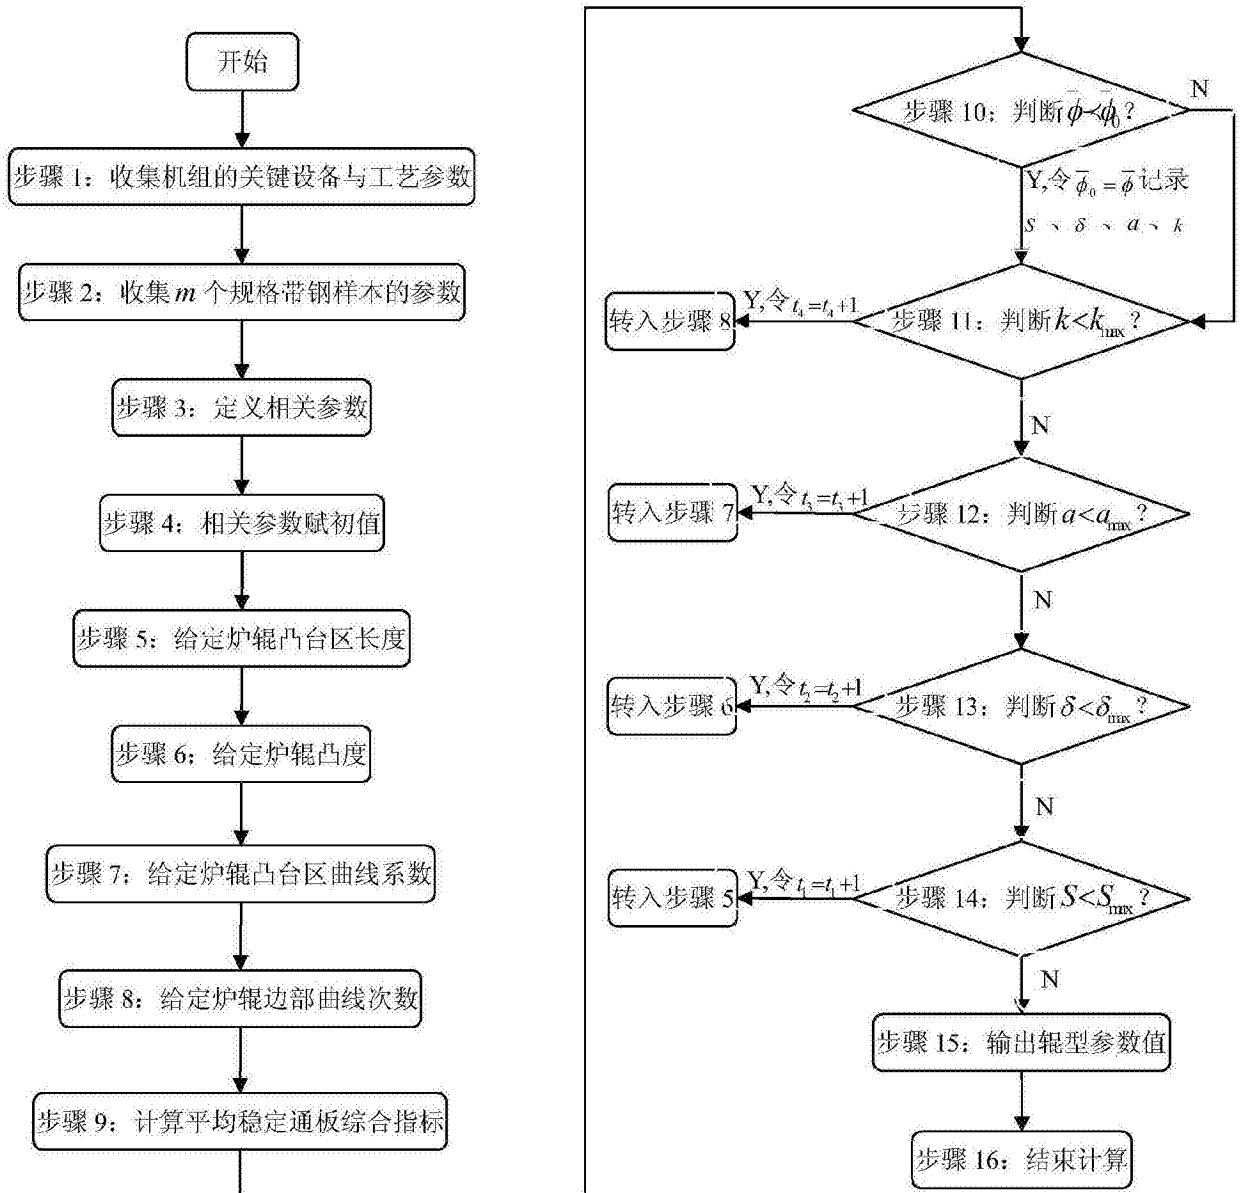 开始
步骤 1：收集机组的关键设备与工艺参数
步骤 2：收集 m 个规格带钢样本的参数
步骤 3：定义相关参数
步骤 4：相关参数赋初值
步骤 5：给定炉辊凸台区长度
步骤 6：给定炉辊凸度
步骤 7：给定炉辊凸台区曲线系数
步骤 8：给定炉辊边部曲线次数
步骤 9：计算平均稳定通板综合指标
步骤 10：判断 ϕ̄<ϕ̄₀？
N
Y,令 ϕ̄₀=ϕ̄ 记录
S 、 δ 、 a 、 k
步骤 11：判断 k<kmax？
Y,令 t₄=t₄+1
转入步骤 8
N
步骤 12：判断 a<amax？
Y,令 t₃=t₃+1
转入步骤 7
N
步骤 13：判断 δ<δmax？
Y,令 t₂=t₂+1
转入步骤 6
N
步骤 14：判断 S<Smax？
Y,令 t₁=t₁+1
转入步骤 5
N
步骤 15：输出辊型参数值
步骤 16：结束计算